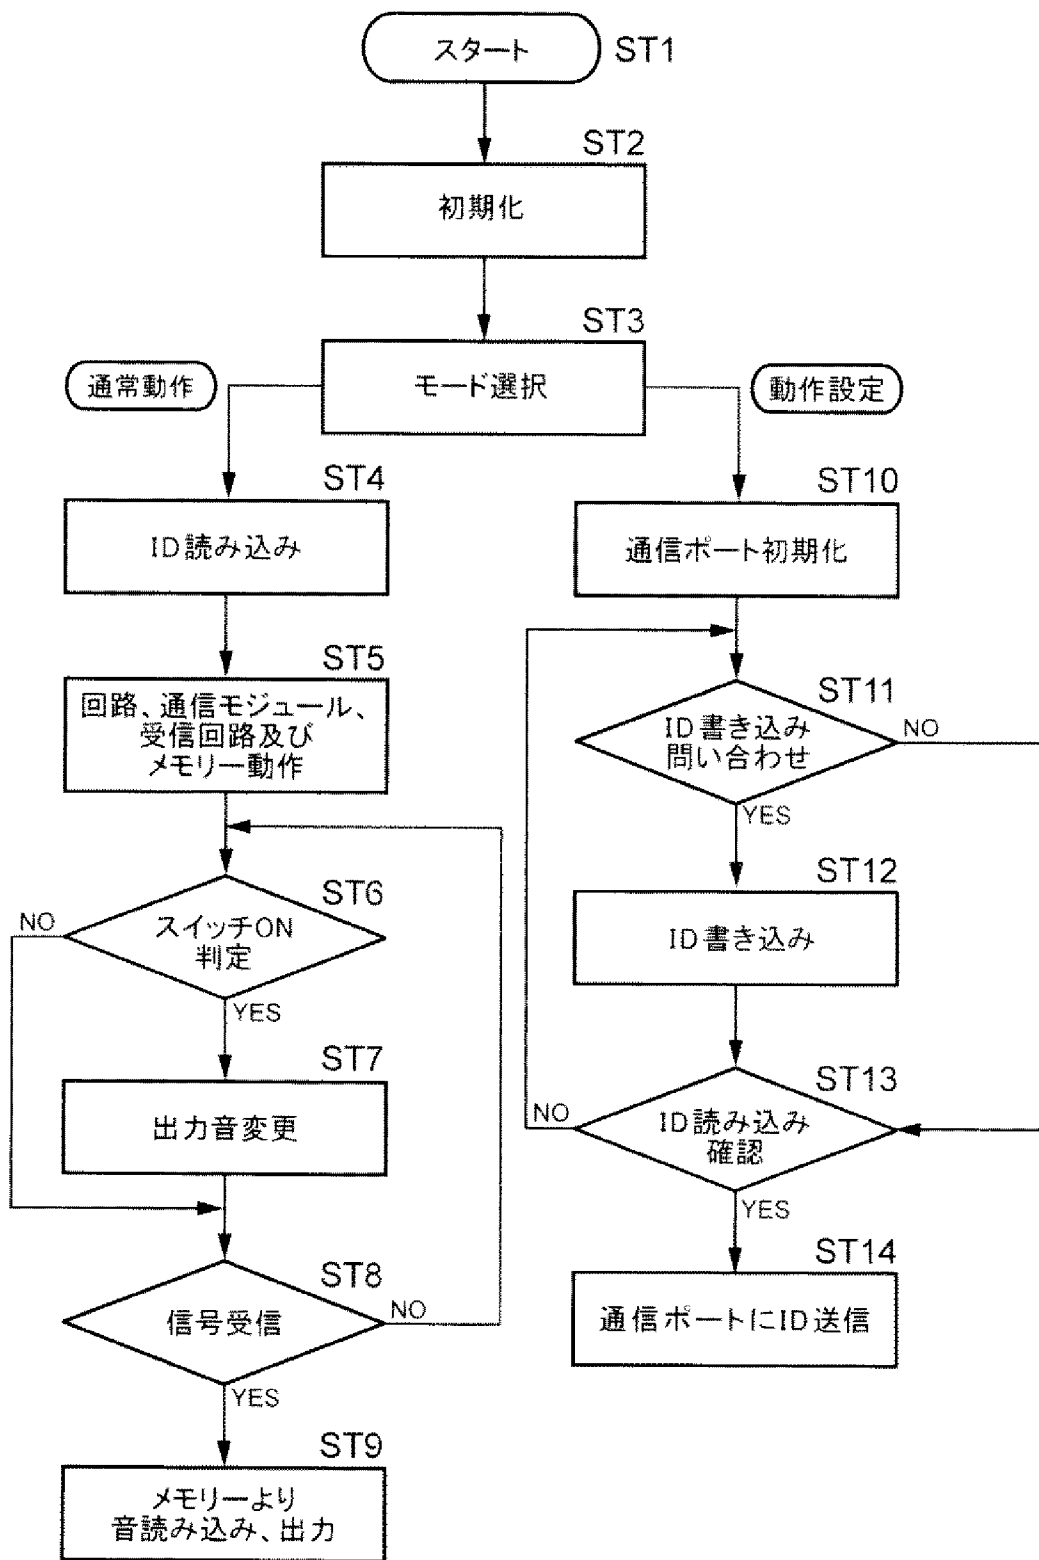 スタート
ST1
ST2
初期化
ST3
モード選択
通常動作
動作設定
ST4
ID読み込み
ST5
回路、通信モジュール、
受信回路及び
メモリー動作
ST6
スイッチON
判定
NO
YES
ST7
出力音変更
ST8
信号受信
NO
YES
ST9
メモリーより
音読み込み、出力
ST10
通信ポート初期化
ST11
ID書き込み
問い合わせ
NO
YES
ST12
ID書き込み
ST13
ID読み込み
確認
NO
YES
ST14
通信ポートにID送信